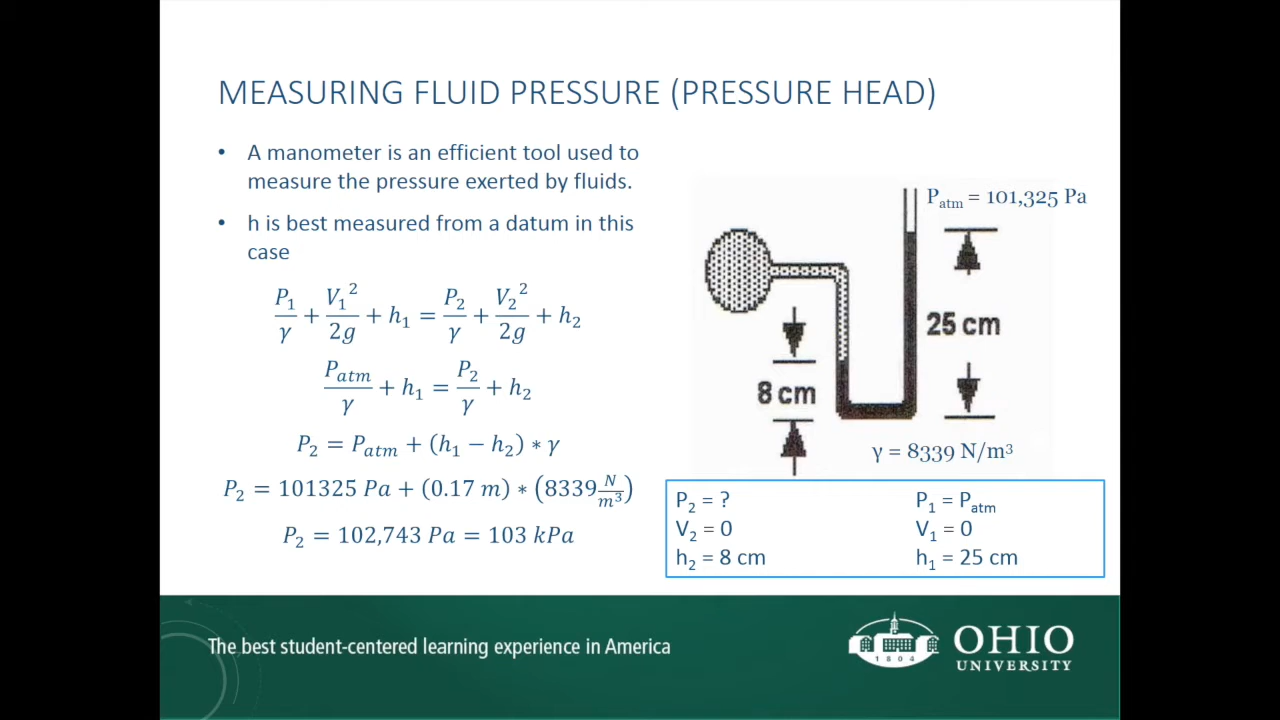 MEASURING FLUID PRESSURE (PRESSURE HEAD)
• A manometer is an efficient tool used to
measure the pressure exerted by fluids.
• h is best measured from a datum in this
case
P₁/γ + V₁²/2g + h₁ = P₂/γ + V₂²/2g + h₂
Pₐₜₘ/γ + h₁ = P₂/γ + h₂
P₂ = Pₐₜₘ + (h₁ − h₂) ∗ γ
P₂ = 101325 Pa + (0.17 m) ∗ (8339 N/m³)
P₂ = 102,743 Pa = 103 kPa
Pₐₜₘ = 101,325 Pa
25 cm
8 cm
γ = 8339 N/m³
P₂ = ? P₁ = Pₐₜₘ
V₂ = 0 V₁ = 0
h₂ = 8 cm h₁ = 25 cm
The best student-centered learning experience in America
1804
OHIO
UNIVERSITY